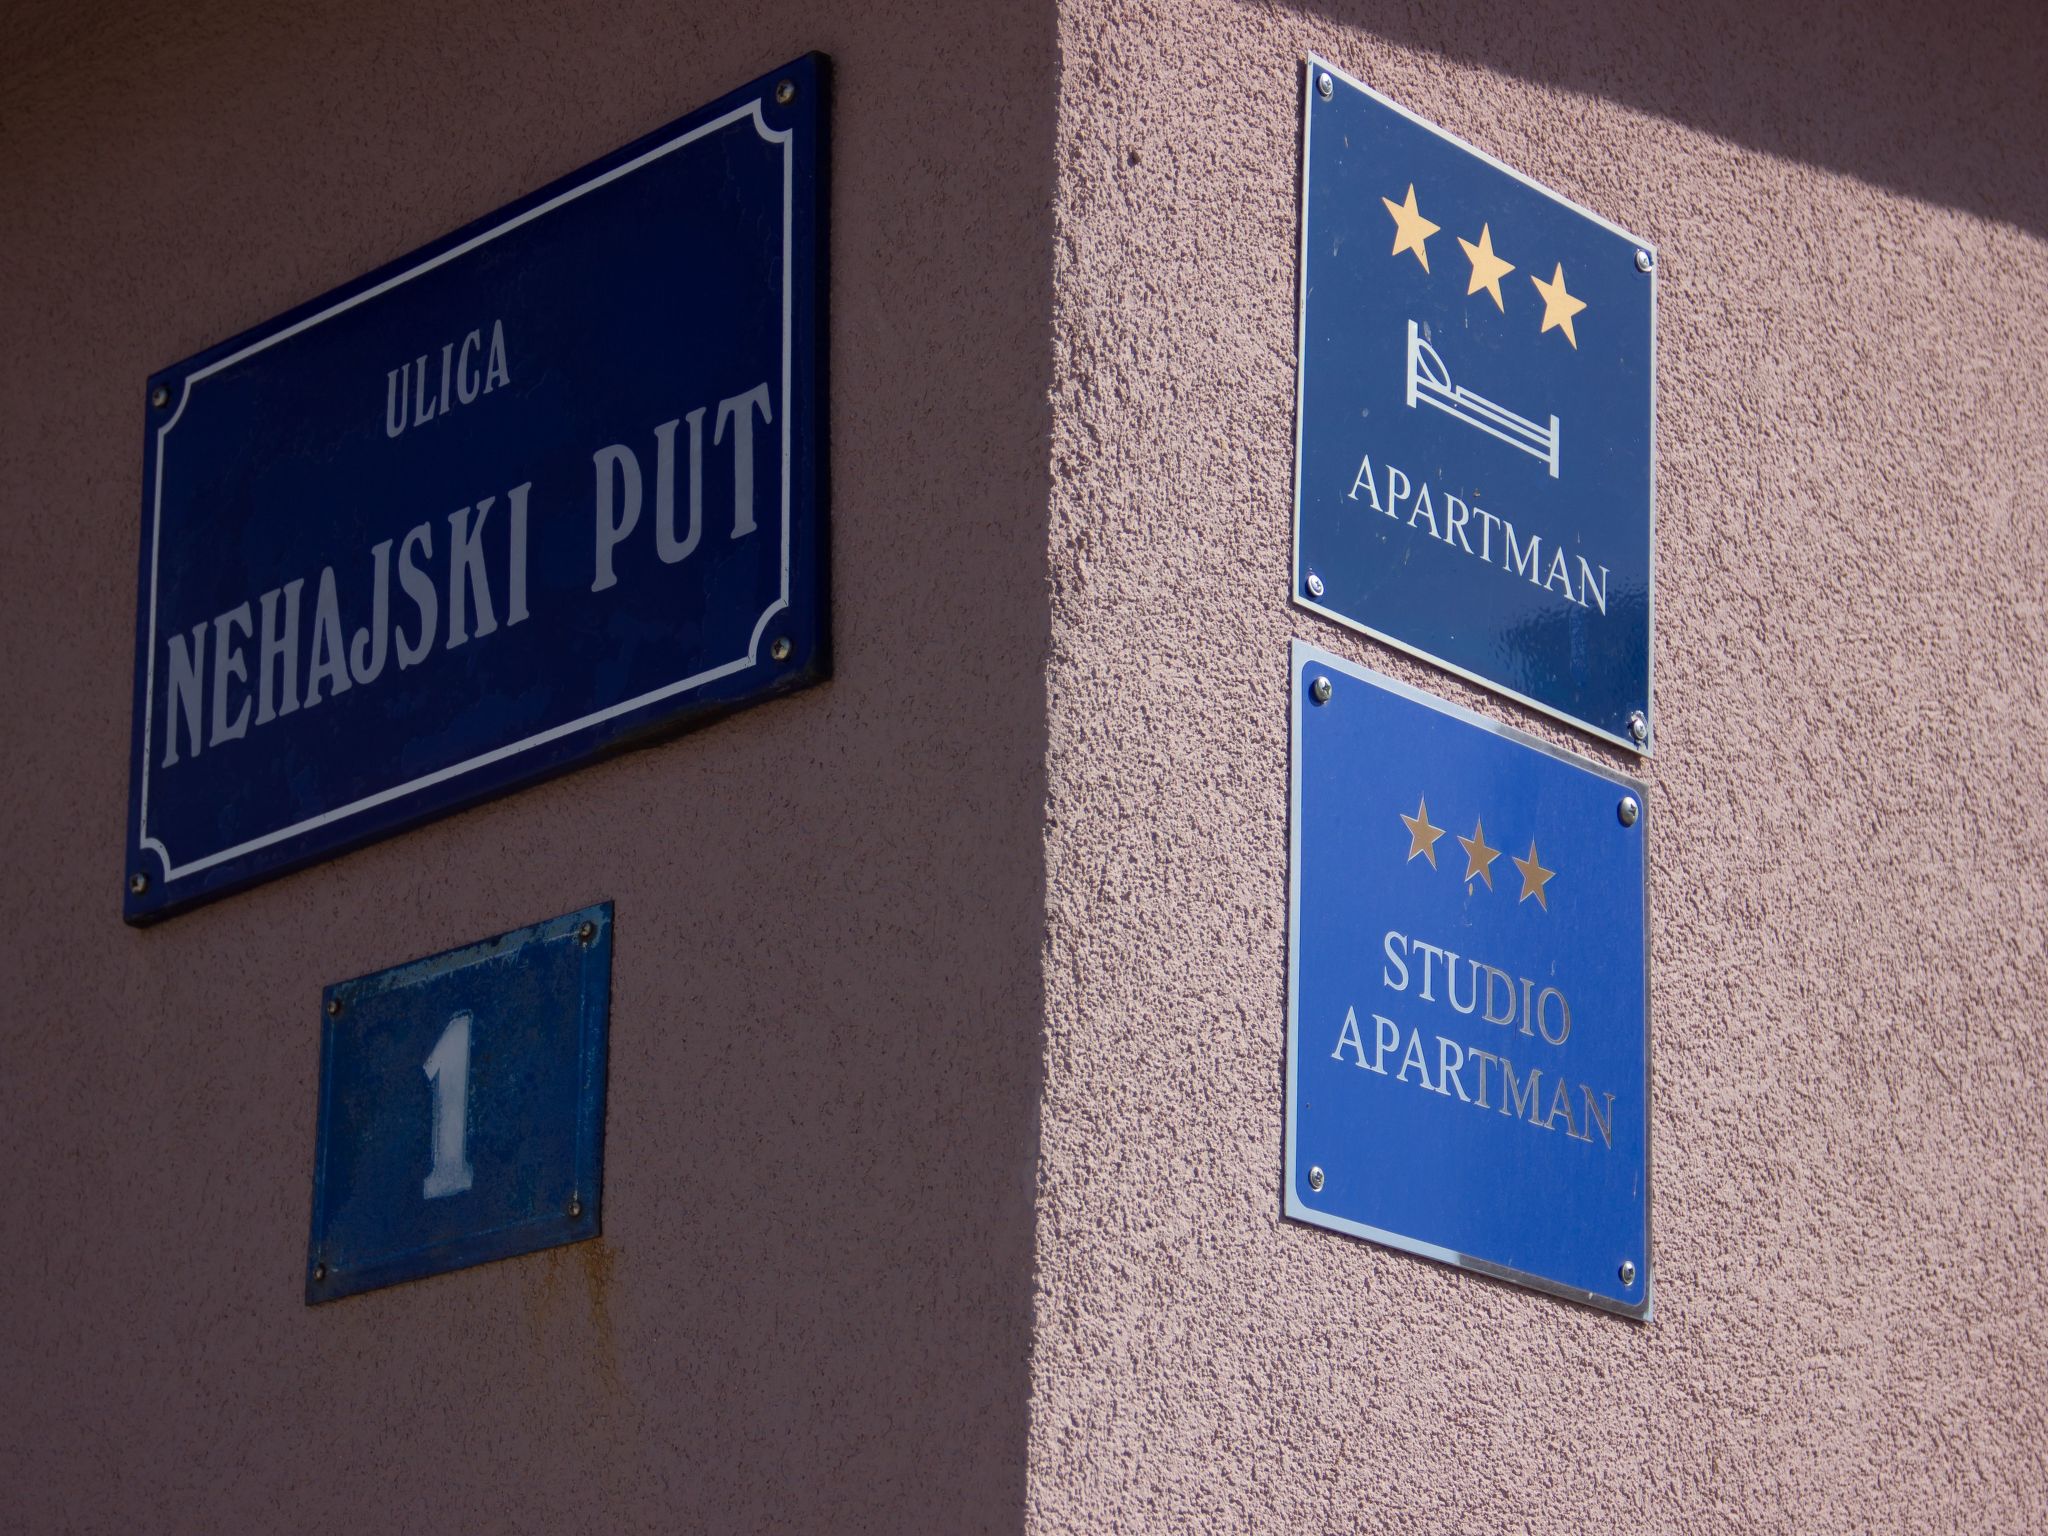 ULICA
NEHAJSKI PUT
1
APARTMAN
STUDIO
APARTMAN